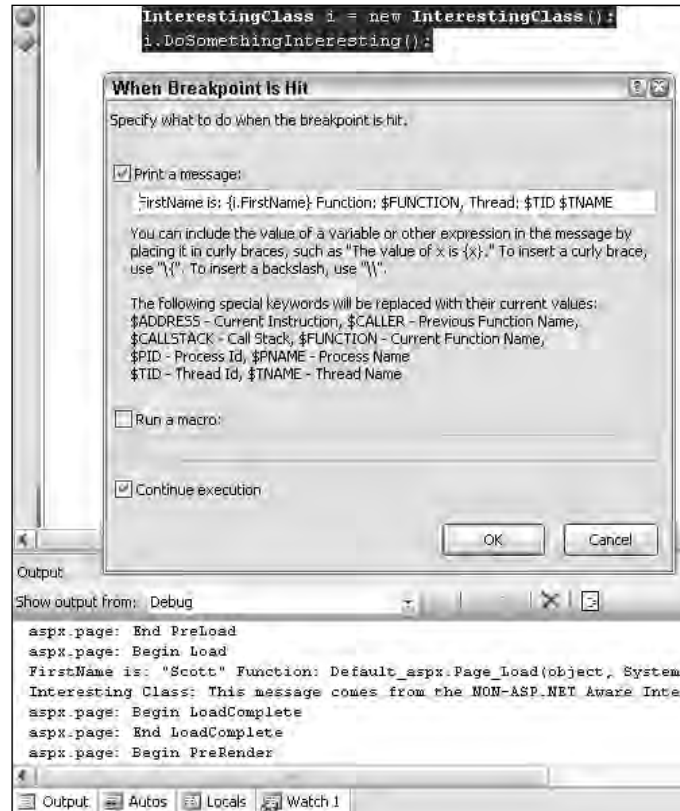 InterestingClass i = new InterestingClass();
i.DoSomethingInteresting();
When Breakpoint Is Hit
Specify what to do when the breakpoint is hit.
Print a message:
FirstName is: {i.FirstName} Function: $FUNCTION, Thread: $TID $TNAME
You can include the value of a variable or other expression in the message by
placing it in curly braces, such as "The value of x is {x}." To insert a curly brace,
use "\{". To insert a backslash, use "\\".
The following special keywords will be replaced with their current values:
$ADDRESS - Current Instruction, $CALLER - Previous Function Name,
$CALLSTACK - Call Stack, $FUNCTION - Current Function Name,
$PID - Process Id, $PNAME - Process Name
$TID - Thread Id, $TNAME - Thread Name
Run a macro:
Continue execution
OK Cancel
Output
Show output from: Debug
aspx.page: End PreLoad
aspx.page: Begin Load
FirstName is: "Scott" Function: Default_aspx.Page_Load(object, System
Interesting Class: This message comes from the NON-ASP.NET Aware Inte
aspx.page: Begin LoadComplete
aspx.page: End LoadComplete
aspx.page: Begin PreRender
Output Autos Locals Watch 1